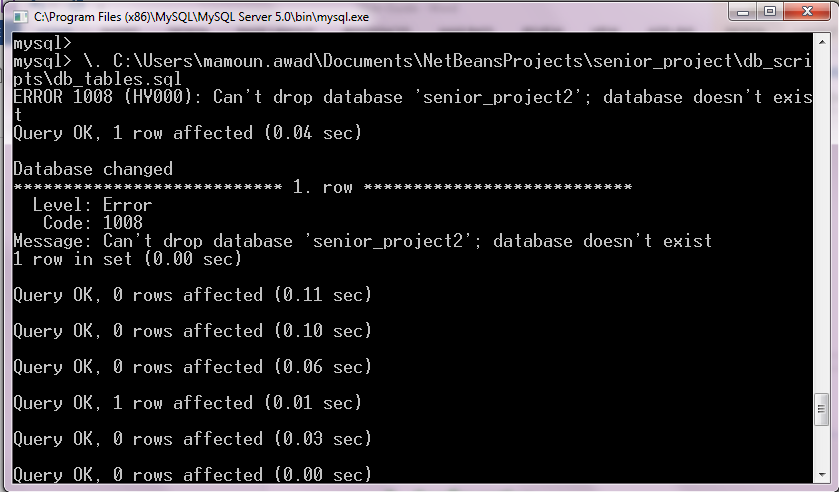 C:\Program Files (x86)\MySQL\MySQL Server 5.0\bin\mysql.exe
mysql>
mysql> \. C:\Users\mamoun.awad\Documents\NetBeansProjects\senior_project\db_scri
pts\db_tables.sql
ERROR 1008 (HY000): Can't drop database 'senior_project2'; database doesn't exis
t
Query OK, 1 row affected (0.04 sec)
Database changed
*************************** 1. row ***************************
Level: Error
Code: 1008
Message: Can't drop database 'senior_project2'; database doesn't exist
1 row in set (0.00 sec)
Query OK, 0 rows affected (0.11 sec)
Query OK, 0 rows affected (0.10 sec)
Query OK, 0 rows affected (0.06 sec)
Query OK, 1 row affected (0.01 sec)
Query OK, 0 rows affected (0.03 sec)
Query OK, 0 rows affected (0.00 sec)